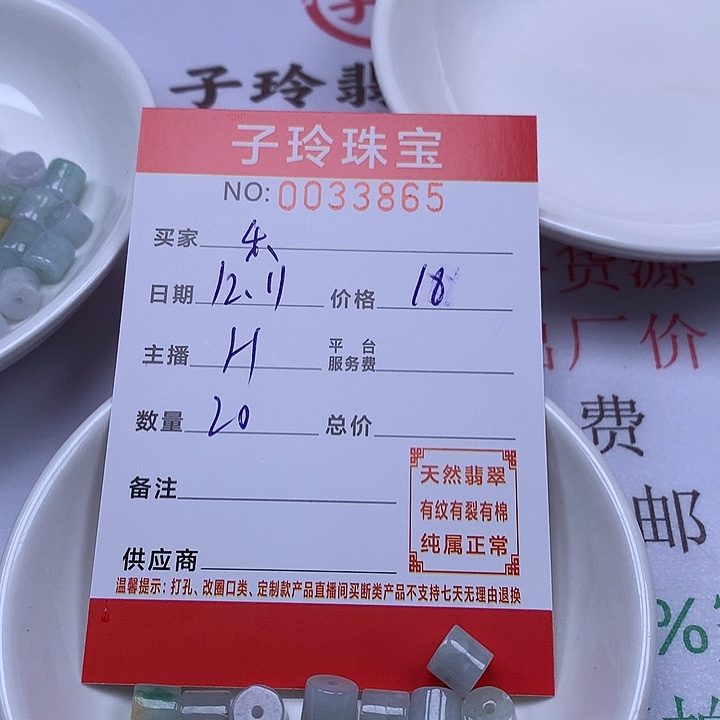 子玲翡
子玲珠宝
NO: 0033865
买家
日期 12.11 价格 18
主播 H 平台服务费
数量 20 总价
备注
天然翡翠
有纹有裂有棉
纯属正常
供应商
温馨提示：打孔、改圈口类、定制款产品直播间买断类产品不支持七天无理由退换
货源
出厂价
费
邮
%